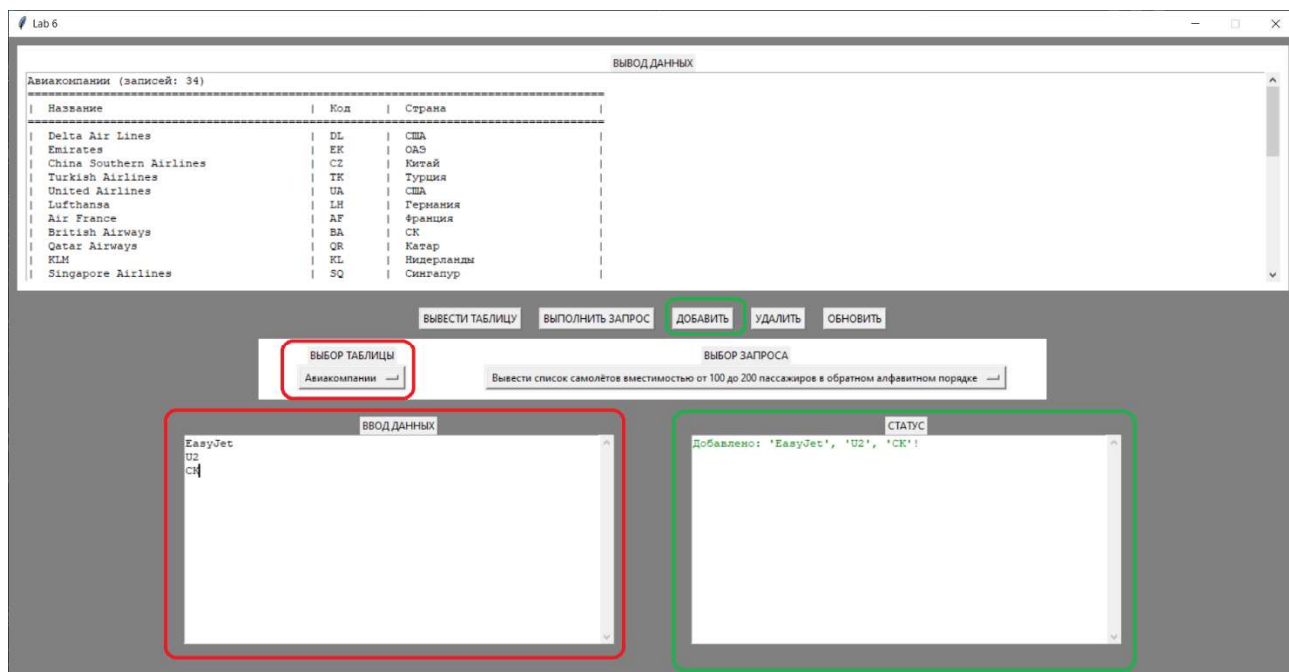 Lab 6
ВЫВОД ДАННЫХ
Авиакомпании (записей: 34)
| Название | Код | Страна |
| Delta Air Lines | DL | США |
| Emirates | EK | ОАЭ |
| China Southern Airlines | CZ | Китай |
| Turkish Airlines | TK | Турция |
| United Airlines | UA | США |
| Lufthansa | LH | Германия |
| Air France | AF | Франция |
| British Airways | BA | СК |
| Qatar Airways | QR | Катар |
| KLM | KL | Нидерланды |
| Singapore Airlines | SQ | Сингапур |
ВЫВЕСТИ ТАБЛИЦУ ВЫПОЛНИТЬ ЗАПРОС ДОБАВИТЬ УДАЛИТЬ ОБНОВИТЬ
ВЫБОР ТАБЛИЦЫ ВЫБОР ЗАПРОСА
Авиакомпании Вывести список самолётов вместимостью от 100 до 200 пассажиров в обратном алфавитном порядке
ВВОД ДАННЫХ СТАТУС
EasyJet Добавлено: 'EasyJet', 'U2', 'СК'!
U2
СК